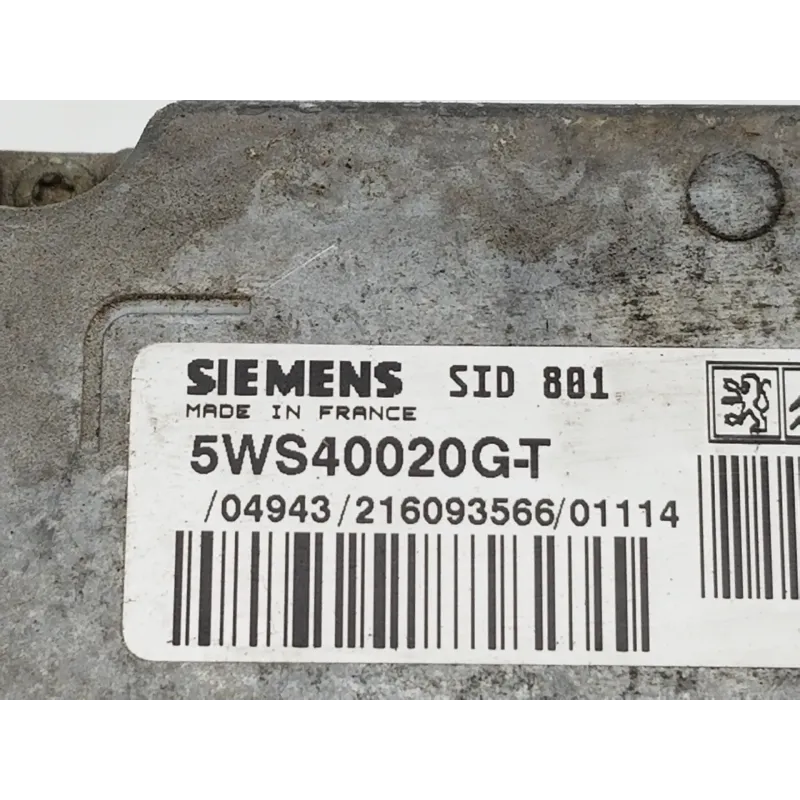 SIEMENS SID 801
MADE IN FRANCE
5WS40020G-T
/04943/216093566/01114